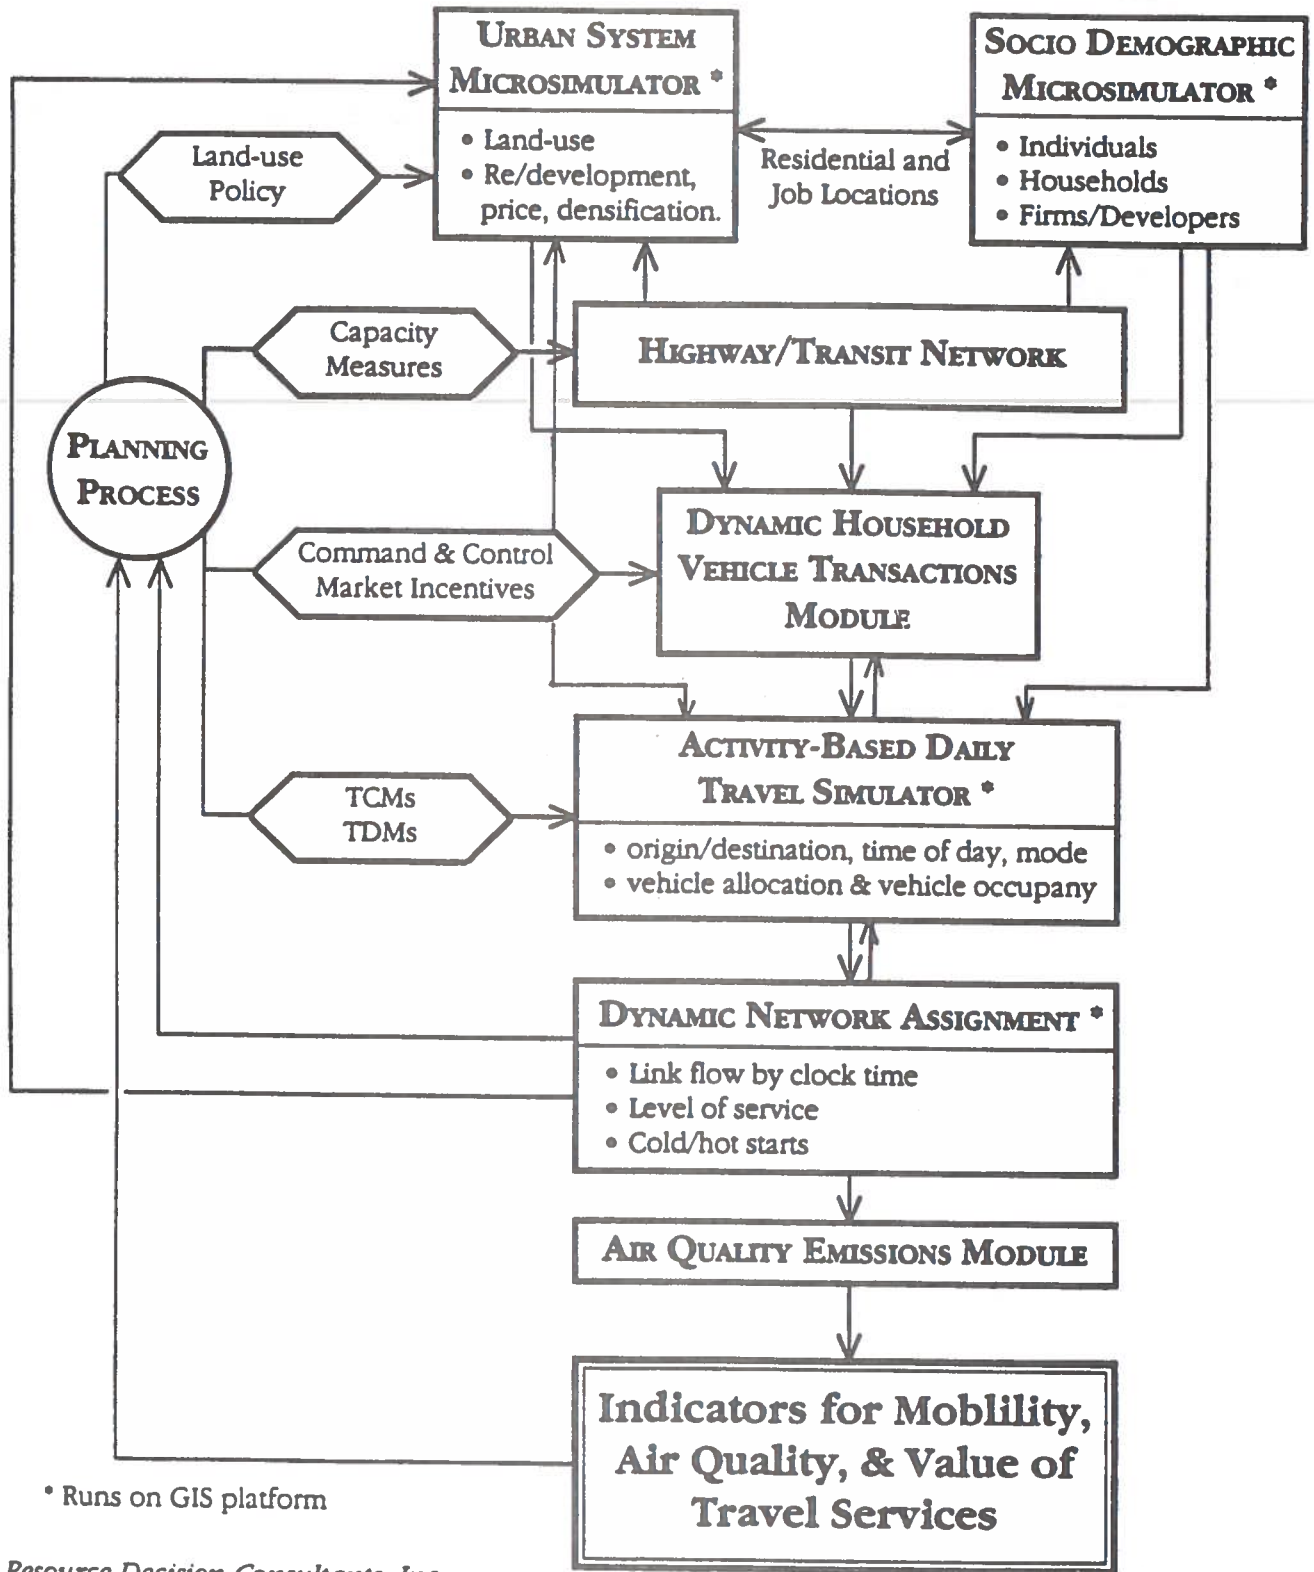 URBAN SYSTEM
MICROSIMULATOR *
• Land-use
• Re/development,
price, densification.
SOCIO DEMOGRAPHIC
MICROSIMULATOR *
• Individuals
• Households
• Firms/Developers
Residential and
Job Locations
Land-use
Policy
Capacity
Measures
HIGHWAY/TRANSIT NETWORK
PLANNING
PROCESS
Command & Control
Market Incentives
DYNAMIC HOUSEHOLD
VEHICLE TRANSACTIONS
MODULE
TCMs
TDMs
ACTIVITY-BASED DAILY
TRAVEL SIMULATOR *
• origin/destination, time of day, mode
• vehicle allocation & vehicle occupany
DYNAMIC NETWORK ASSIGNMENT *
• Link flow by clock time
• Level of service
• Cold/hot starts
AIR QUALITY EMISSIONS MODULE
Indicators for Moblility,
Air Quality, & Value of
Travel Services
* Runs on GIS platform
Resource Decision Consultants, Inc.